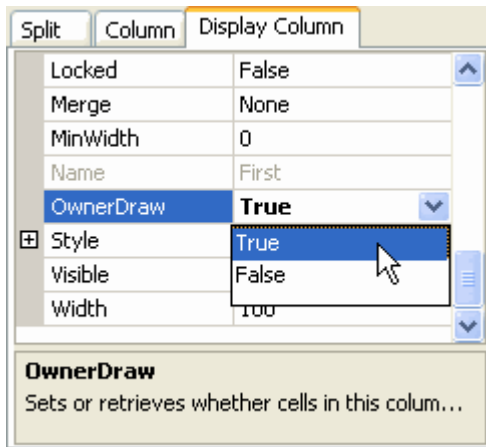 Split Column Display Column
Locked False
Merge None
MinWidth 0
Name First
OwnerDraw True
Style True
Visible False
Width 100
OwnerDraw
Sets or retrieves whether cells in this colum...